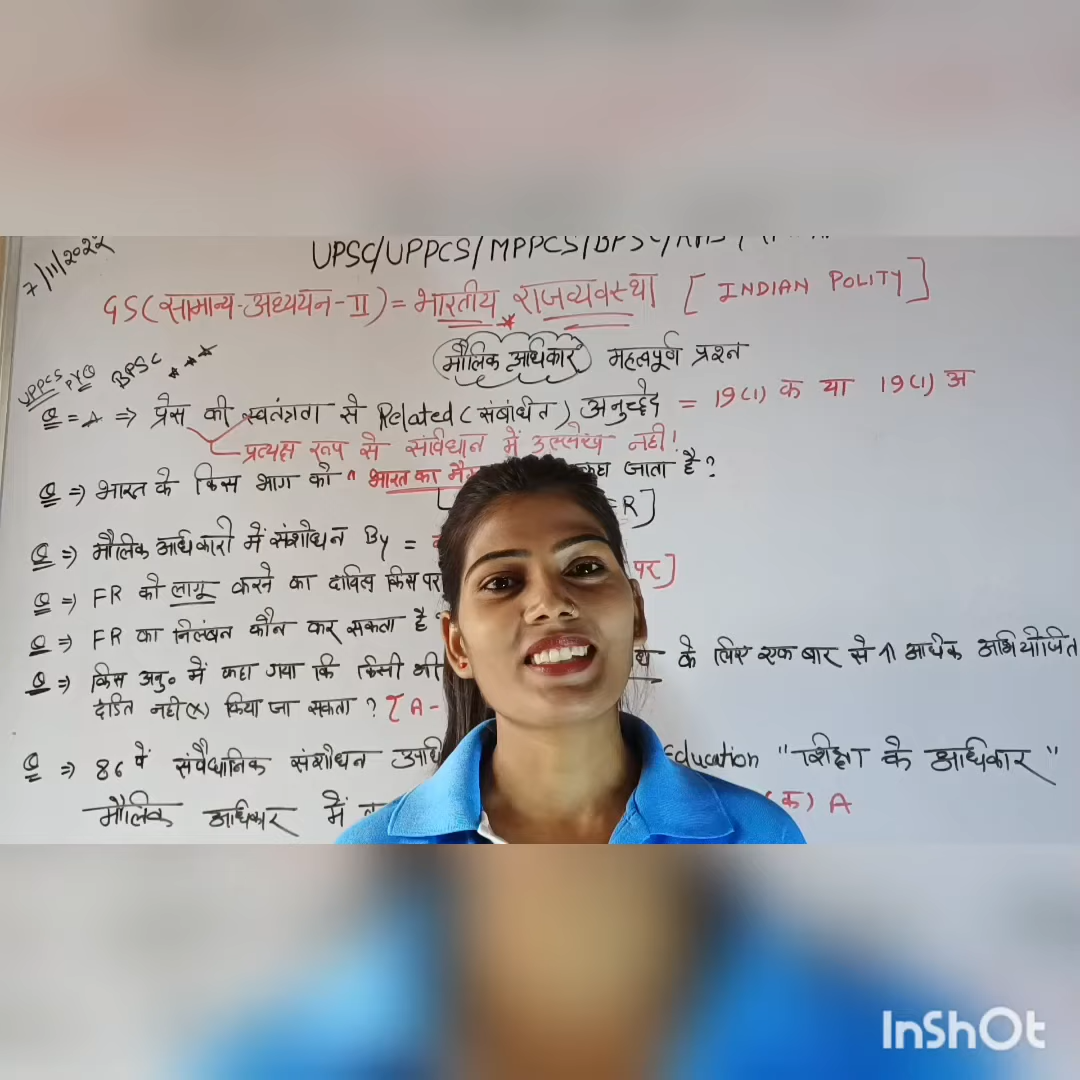 7/11/2022
UPSC/UPPCS/MPPCS/BPSC/
GS (सामान्य-अध्ययन-II) = भारतीय राजव्यवस्था [INDIAN POLITY]
मौलिक अधिकार महत्वपूर्ण प्रश्न
UPPCS PYQ BPSC
Q = A ⇒ प्रेस की स्वतंत्रता से Related (संबंधित) अनुच्छेद = 19(1) क या 19(1) अ
प्रत्यक्ष रूप से संविधान में उल्लेख नही!
Q ⇒ भारत के किस भाग को "भारत का मैग कहा जाता है?
R]
Q ⇒ मौलिक अधिकारो में संशोधन By =
Q ⇒ FR को लागू करने का दायित्व किस पर पर]
Q ⇒ FR का निलंबन कौन कर सकता है
Q ⇒ किस अनु० में कहा गया कि किसी भी के लिए एक बार से अधिक अभियोजित
दंडित नही(x) किया जा सकता? [A-
Q ⇒ 86 वें संवैधानिक संशोधन अधि Education "शिक्षा के अधिकार"
मौलिक अधिकार में (क) A
InShOt